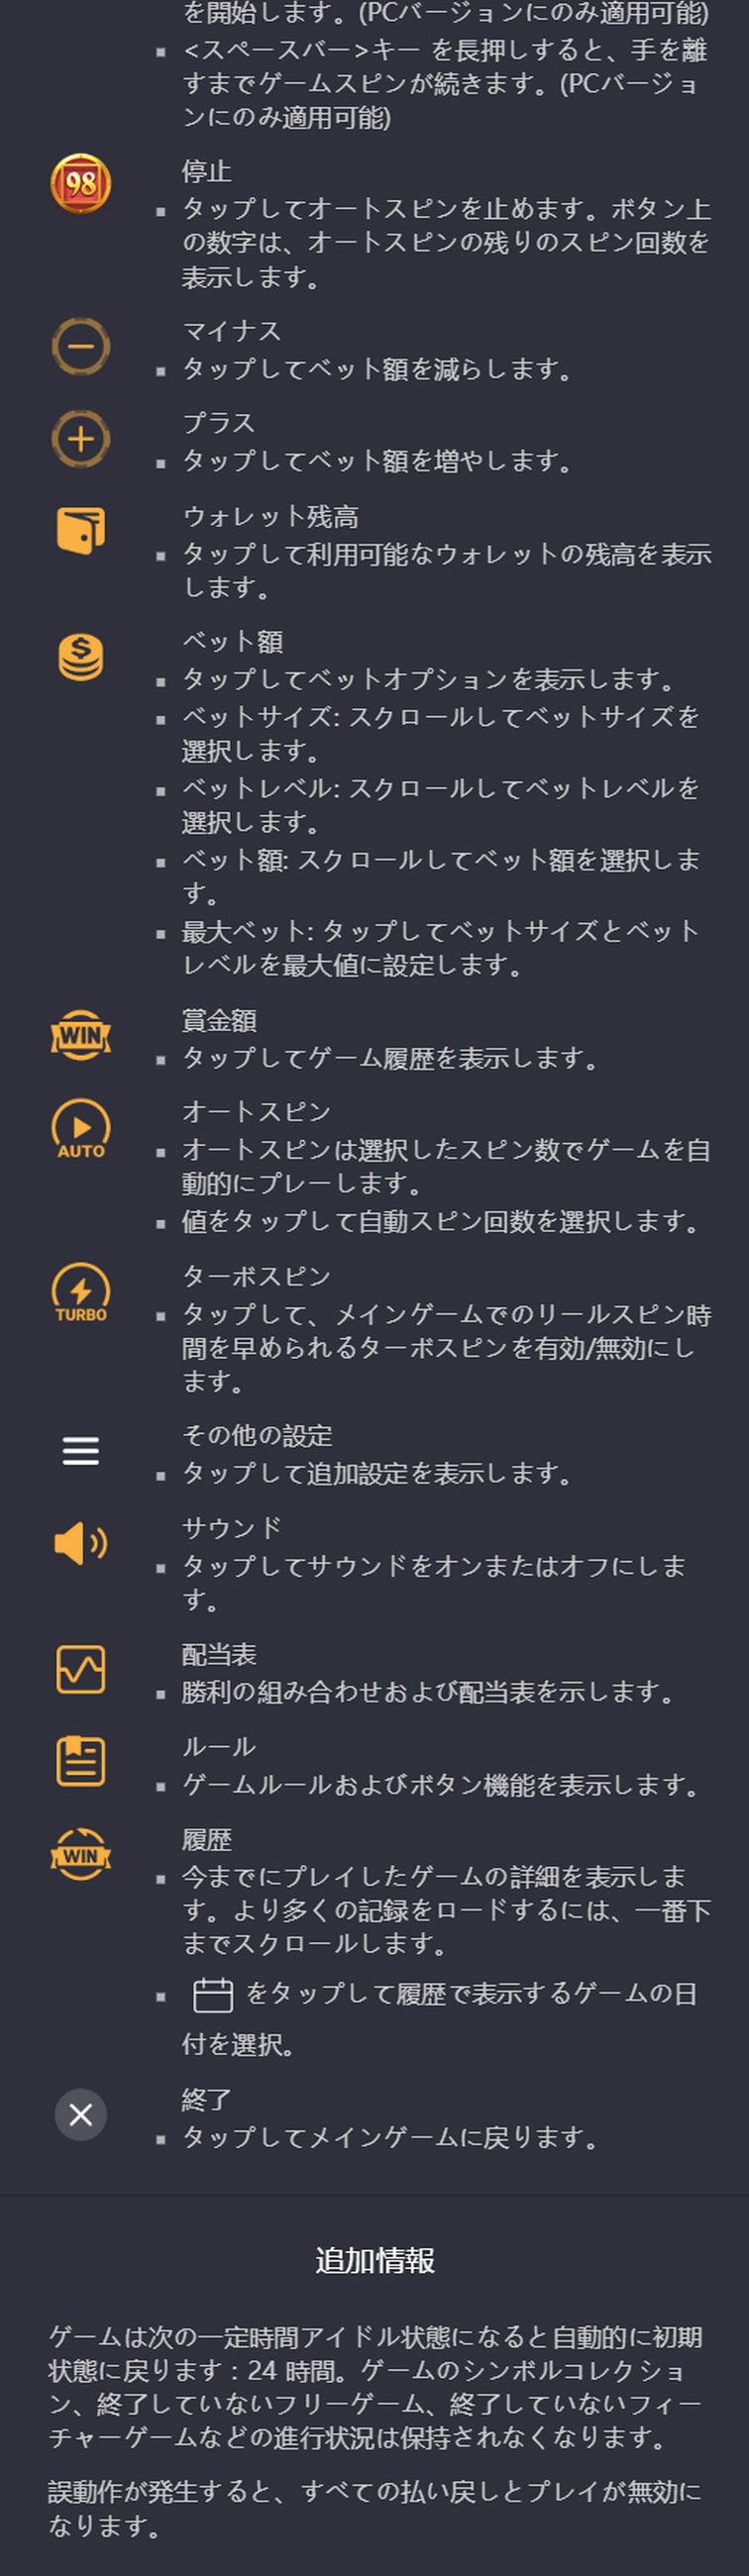 を開始します。(PCバージョンにのみ適用可能)
▪ <スペースバー>キー を長押しすると、手を離
すまでゲームスピンが続きます。(PCバージョ
ンにのみ適用可能)
98
停止
▪ タップしてオートスピンを止めます。ボタン上
の数字は、オートスピンの残りのスピン回数を
表示します。
マイナス
▪ タップしてベット額を減らします。
プラス
▪ タップしてベット額を増やします。
ウォレット残高
▪ タップして利用可能なウォレットの残高を表示
します。
ベット額
▪ タップしてベットオプションを表示します。
▪ ベットサイズ: スクロールしてベットサイズを
選択します。
▪ ベットレベル: スクロールしてベットレベルを
選択します。
▪ ベット額: スクロールしてベット額を選択しま
す。
▪ 最大ベット: タップしてベットサイズとベット
レベルを最大値に設定します。
WIN
賞金額
▪ タップしてゲーム履歴を表示します。
AUTO
オートスピン
▪ オートスピンは選択したスピン数でゲームを自
動的にプレーします。
▪ 値をタップして自動スピン回数を選択します。
TURBO
ターボスピン
▪ タップして、メインゲームでのリールスピン時
間を早められるターボスピンを有効/無効にし
ます。
その他の設定
▪ タップして追加設定を表示します。
サウンド
▪ タップしてサウンドをオンまたはオフにしま
す。
配当表
▪ 勝利の組み合わせおよび配当表を示します。
ルール
▪ ゲームルールおよびボタン機能を表示します。
WIN
履歴
▪ 今までにプレイしたゲームの詳細を表示しま
す。より多くの記録をロードするには、一番下
までスクロールします。
▪ をタップして履歴で表示するゲームの日
付を選択。
終了
▪ タップしてメインゲームに戻ります。
追加情報
ゲームは次の一定時間アイドル状態になると自動的に初期
状態に戻ります：24 時間。ゲームのシンボルコレクショ
ン、終了していないフリーゲーム、終了していないフィー
チャーゲームなどの進行状況は保持されなくなります。
誤動作が発生すると、すべての払い戻しとプレイが無効に
なります。